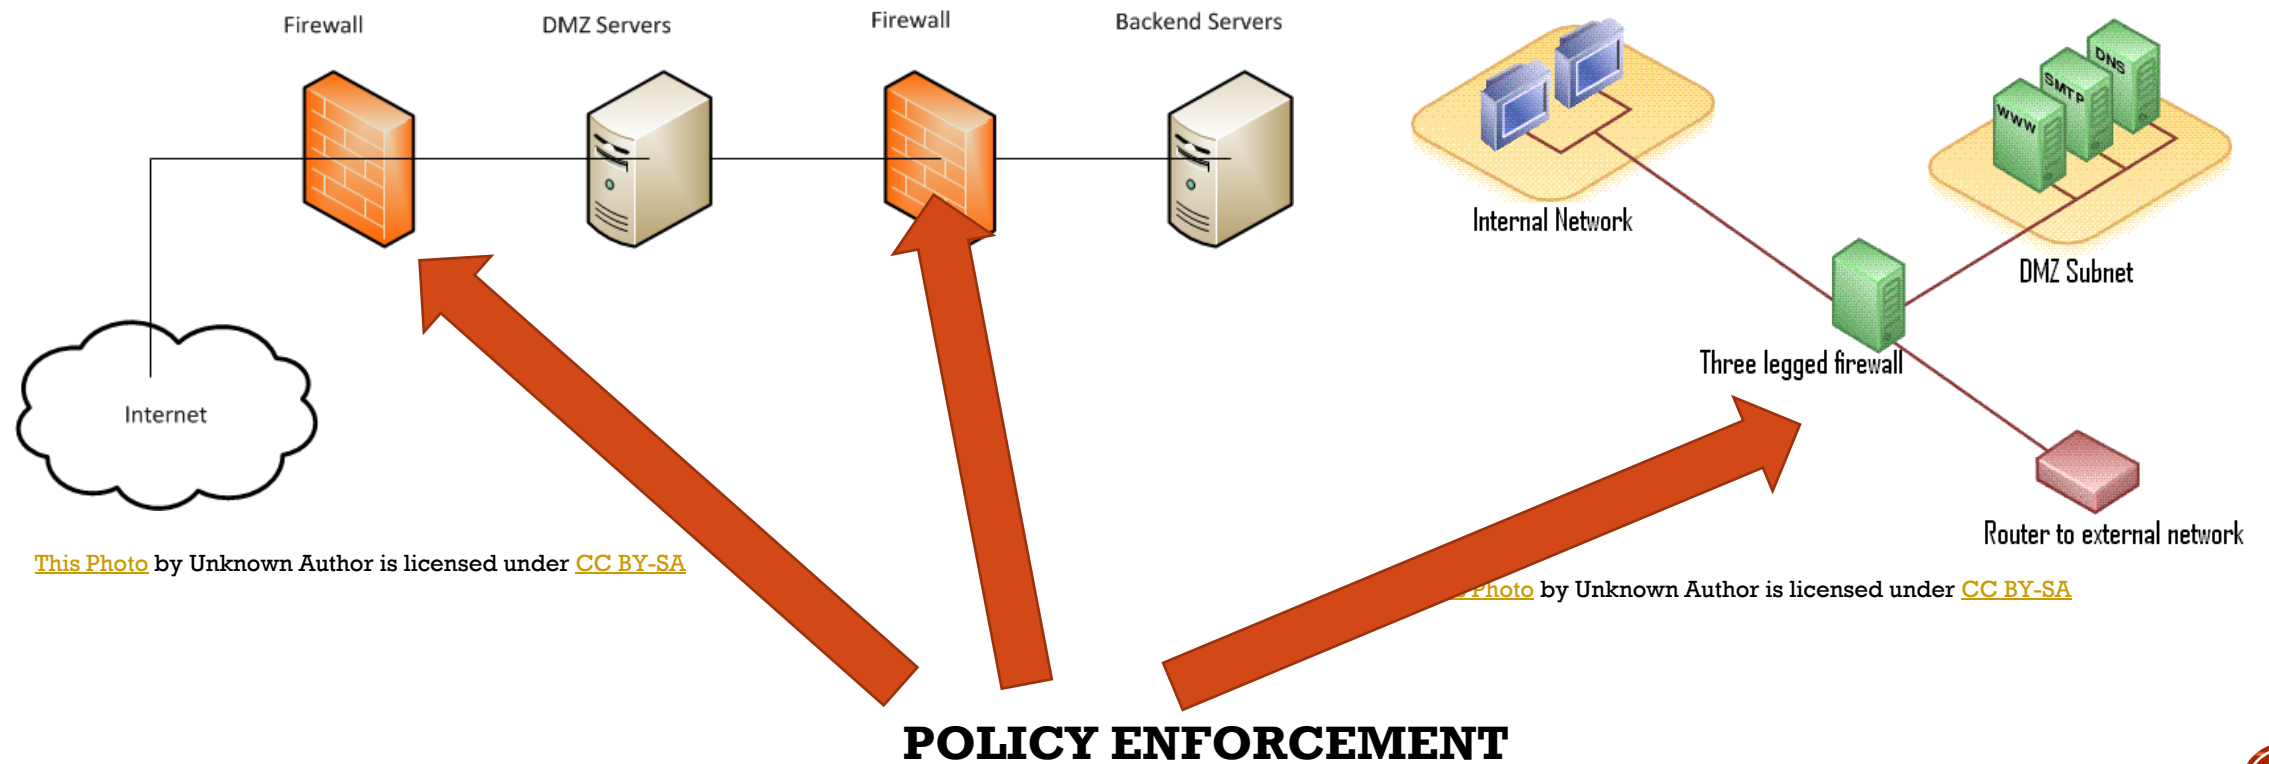 Firewall
DMZ Servers
Firewall
Backend Servers
Internet
This Photo by Unknown Author is licensed under CC BY-SA
WWW
SMTP
DNS
Internal Network
DMZ Subnet
Three legged firewall
Router to external network
Photo by Unknown Author is licensed under CC BY-SA
POLICY ENFORCEMENT